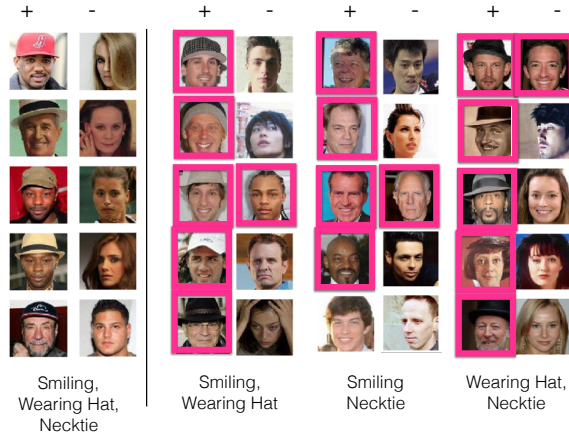 + - + - + - + -
Smiling,
Wearing Hat,
Necktie
Smiling,
Wearing Hat
Smiling
Necktie
Wearing Hat,
Necktie